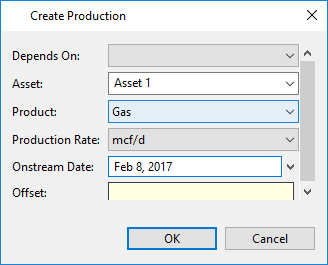 Create Production
Depends On:
Asset: Asset 1
Product: Gas
Production Rate: mcf/d
Onstream Date: Feb 8, 2017
Offset:
OK Cancel